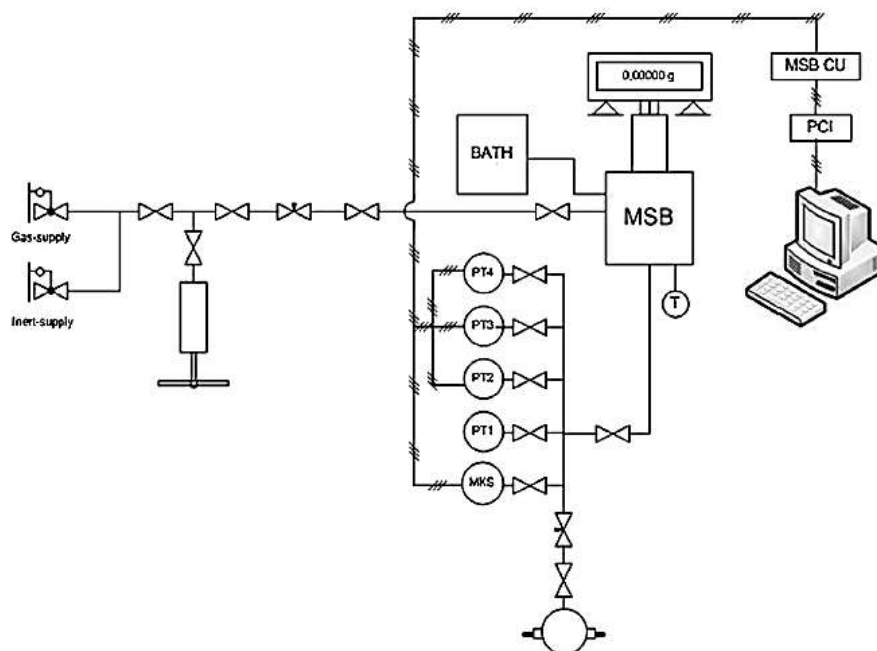 MSB CU
0,00000 g
PCI
BATH
MSB
Gas-supply
PT4
T
Inert-supply
PT3
PT2
PT1
MKS